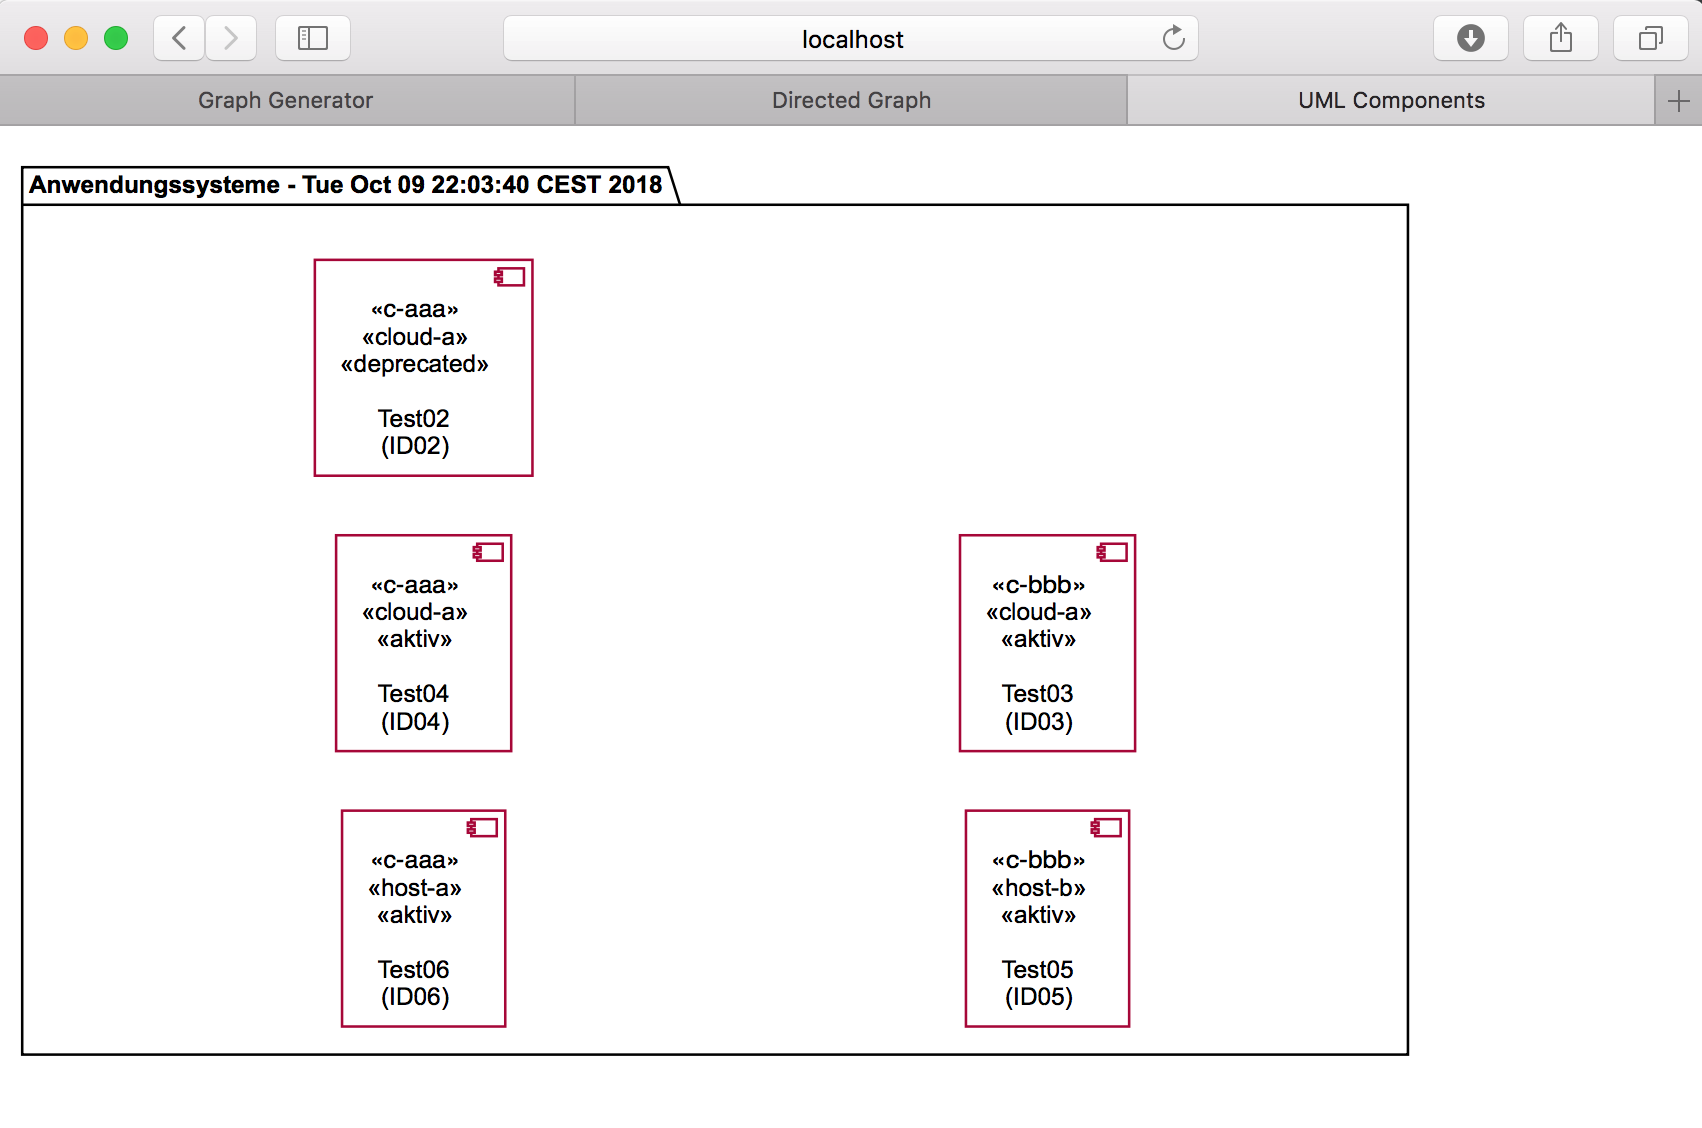 localhost
Graph Generator
Directed Graph
UML Components
Anwendungssysteme - Tue Oct 09 22:03:40 CEST 2018
«c-aaa»
«cloud-a»
«deprecated»
Test02
(ID02)
«c-aaa»
«cloud-a»
«aktiv»
Test04
(ID04)
«c-bbb»
«cloud-a»
«aktiv»
Test03
(ID03)
«c-aaa»
«host-a»
«aktiv»
Test06
(ID06)
«c-bbb»
«host-b»
«aktiv»
Test05
(ID05)